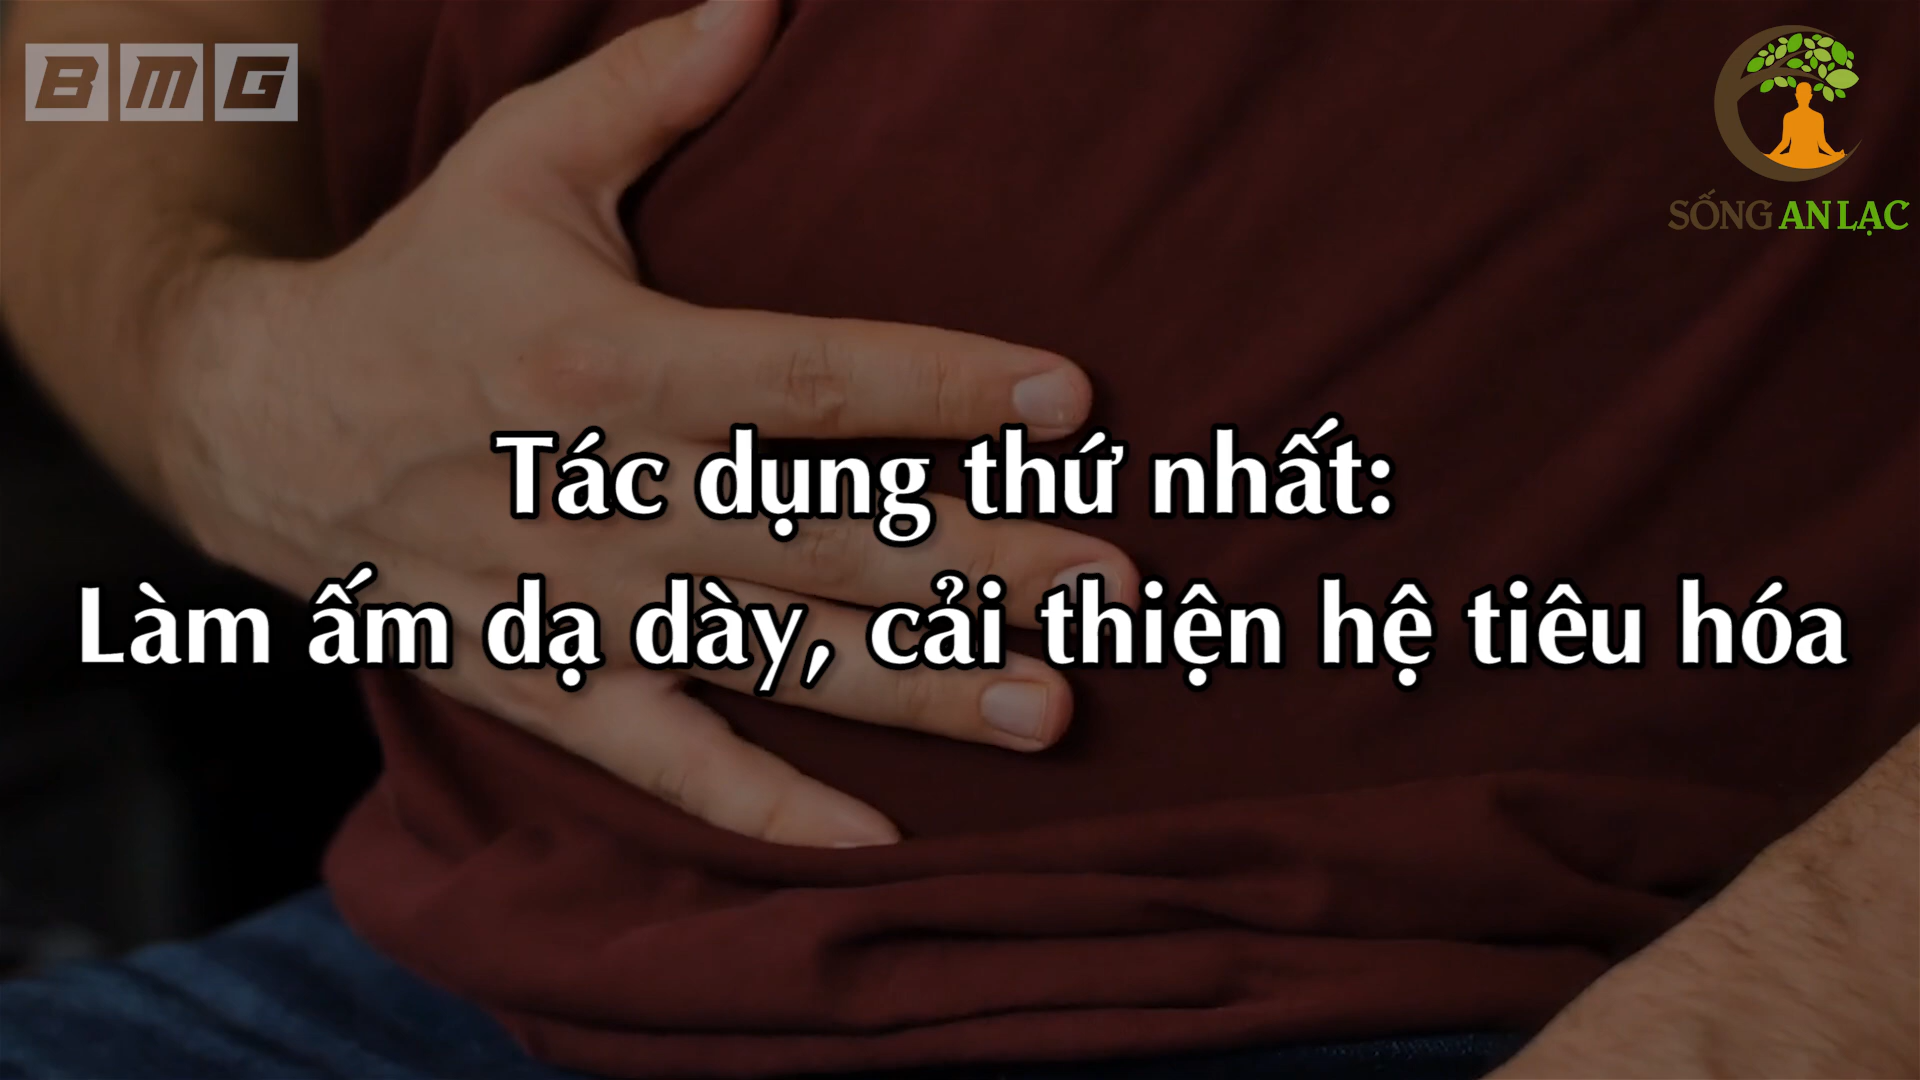 BMG
SỐNG AN LẠC
Tác dụng thứ nhất:
Làm ấm dạ dày, cải thiện hệ tiêu hóa